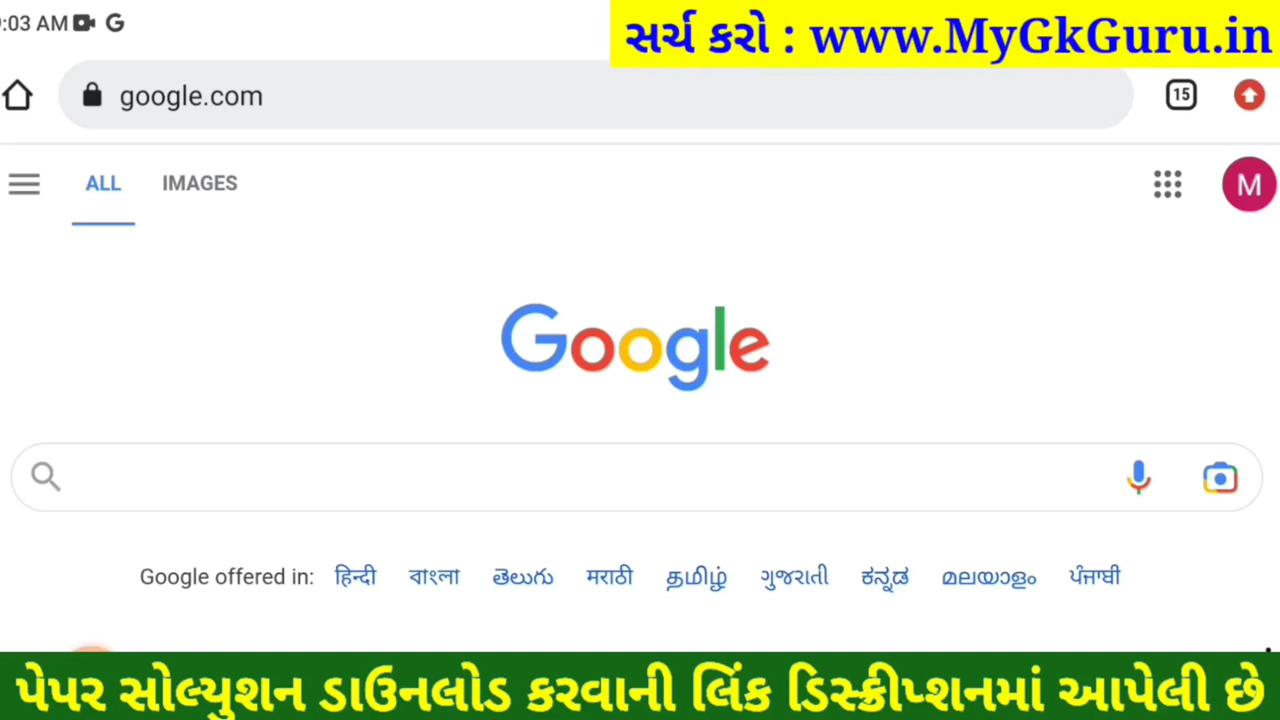 :03 AM G
સર્ચ કરો : www.MyGkGuru.in
google.com
15
ALL IMAGES
M
Google
Google offered in: हिन्दी বাংলা తెలుగు मराठी தமிழ் ગુજરાતી ಕನ್ನಡ മലയാളം ਪੰਜਾਬੀ
પેપર સોલ્યુશન ડાઉનલોડ કરવાની લિંક ડિસ્ક્રીપ્શનમાં આપેલી છે